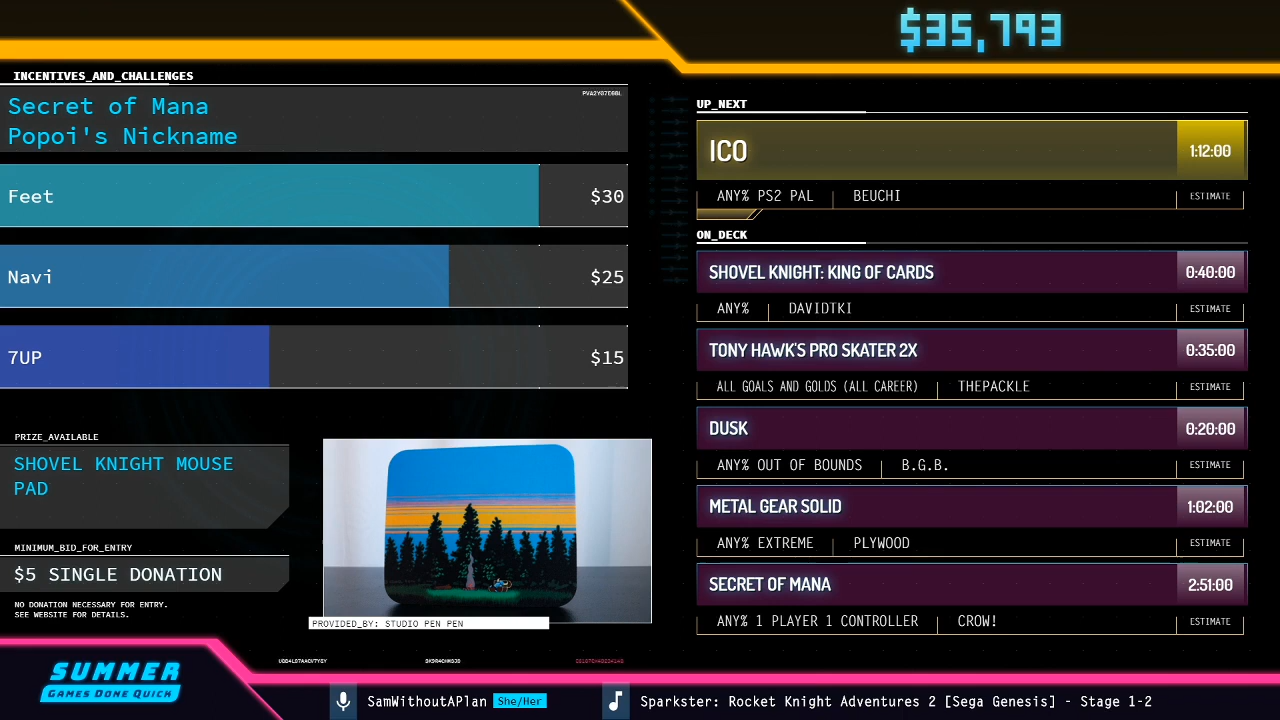 $35,793
INCENTIVES_AND_CHALLENGES
Secret of Mana
Popoi's Nickname
Feet $30
Navi $25
7UP $15
PRIZE_AVAILABLE
SHOVEL KNIGHT MOUSE
PAD
MINIMUM_BID_FOR_ENTRY
$5 SINGLE DONATION
NO DONATION NECESSARY FOR ENTRY.
SEE WEBSITE FOR DETAILS.
PROVIDED_BY: STUDIO PEN PEN
UP_NEXT
ICO 1:12:00
ANY% PS2 PAL BEUCHI ESTIMATE
ON_DECK
SHOVEL KNIGHT: KING OF CARDS 0:40:00
ANY% DAVIDTKI ESTIMATE
TONY HAWK'S PRO SKATER 2X 0:35:00
ALL GOALS AND GOLDS (ALL CAREER) THEPACKLE ESTIMATE
DUSK 0:20:00
ANY% OUT OF BOUNDS B.G.B. ESTIMATE
METAL GEAR SOLID 1:02:00
ANY% EXTREME PLYWOOD ESTIMATE
SECRET OF MANA 2:51:00
ANY% 1 PLAYER 1 CONTROLLER CROW! ESTIMATE
SUMMER
GAMES DONE QUICK
SamWithoutAPlan She/Her
Sparkster: Rocket Knight Adventures 2 [Sega Genesis] - Stage 1-2